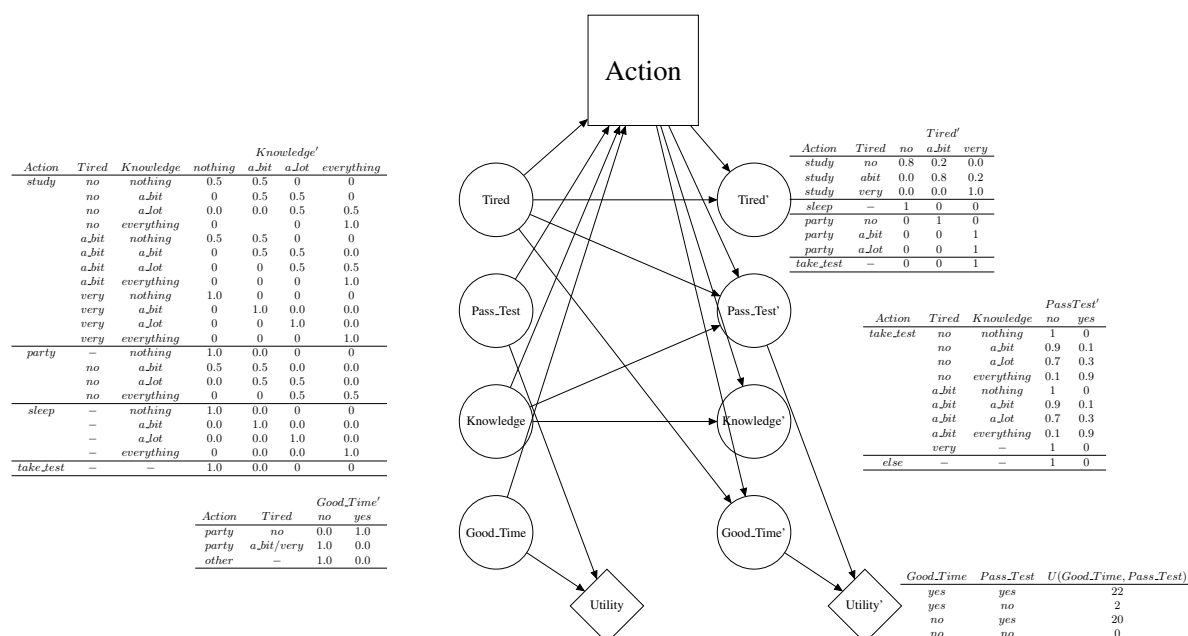 Action
Knowledge'
Action Tired Knowledge nothing a_bit a_lot everything
study no nothing 0.5 0.5 0 0
no a_bit 0 0.5 0.5 0
no a_lot 0.0 0.0 0.5 0.5
no everything 0 0 1.0
a_bit nothing 0.5 0.5 0 0
a_bit a_bit 0 0.5 0.5 0.0
a_bit a_lot 0 0 0.5 0.5
a_bit everything 0 0 0 1.0
very nothing 1.0 0 0 0
very a_bit 0 1.0 0.0 0.0
very a_lot 0 0 1.0 0.0
very everything 0 0 0 1.0
party – nothing 1.0 0.0 0 0
no a_bit 0.5 0.5 0.0 0.0
no a_lot 0.0 0.5 0.5 0.0
no everything 0 0 0.5 0.5
sleep – nothing 1.0 0.0 0 0
– a_bit 0.0 1.0 0.0 0.0
– a_lot 0.0 0.0 1.0 0.0
– everything 0 0.0 0.0 1.0
take_test – – 1.0 0.0 0 0
Good_Time'
Action Tired no yes
party no 0.0 1.0
party a_bit/very 1.0 0.0
other – 1.0 0.0
Tired
Tired'
Pass_Test
Pass_Test'
Knowledge
Knowledge'
Good_Time
Good_Time'
Utility
Utility'
Tired'
Action Tired no a_bit very
study no 0.8 0.2 0.0
study abit 0.0 0.8 0.2
study very 0.0 0.0 1.0
sleep – 1 0 0
party no 0 1 0
party a_bit 0 0 1
party a_lot 0 0 1
take_test – 0 0 1
PassTest'
Action Tired Knowledge no yes
take_test no nothing 1 0
no a_bit 0.9 0.1
no a_lot 0.7 0.3
no everything 0.1 0.9
a_bit nothing 1 0
a_bit a_bit 0.9 0.1
a_bit a_lot 0.7 0.3
a_bit everything 0.1 0.9
very – 1 0
else – – 1 0
Good_Time Pass_Test U(Good_Time, Pass_Test)
yes yes 22
yes no 2
no yes 20
no no 0